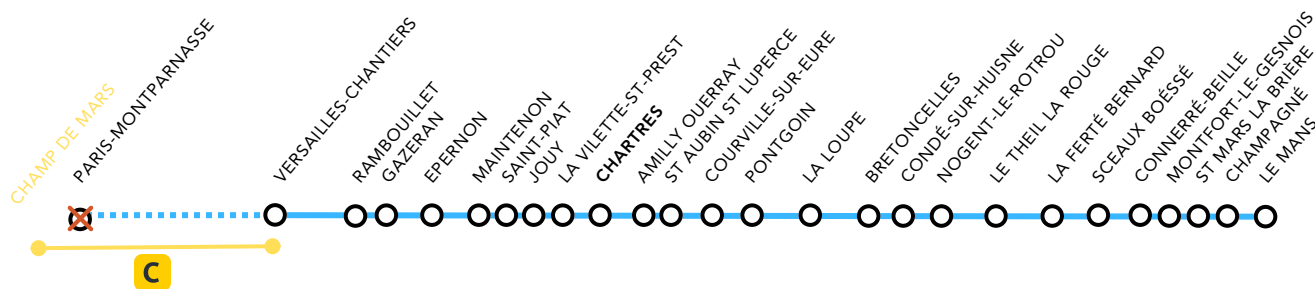 CHAMP DE MARS
PARIS-MONTPARNASSE
VERSAILLES-CHANTIERS
RAMBOUILLET
GAZERAN
EPERNON
MAINTENON
SAINT-PIAT
JOUY
LA VILETTE-ST-PREST
CHARTRES
AMILLY OUERRAY
ST AUBIN ST LUPERCE
COURVILLE-SUR-EURE
PONTGOIN
LA LOUPE
BRETONCELLES
CONDÉ-SUR-HUISNE
NOGENT-LE-ROTROU
LE THEIL LA ROUGE
LA FERTÉ BERNARD
SCEAUX BOËSSÉ
CONNERRÉ-BEILLE
MONTFORT-LE-GESNOIS
ST MARS LA BRIÈRE
CHAMPAGNÉ
LE MANS
C